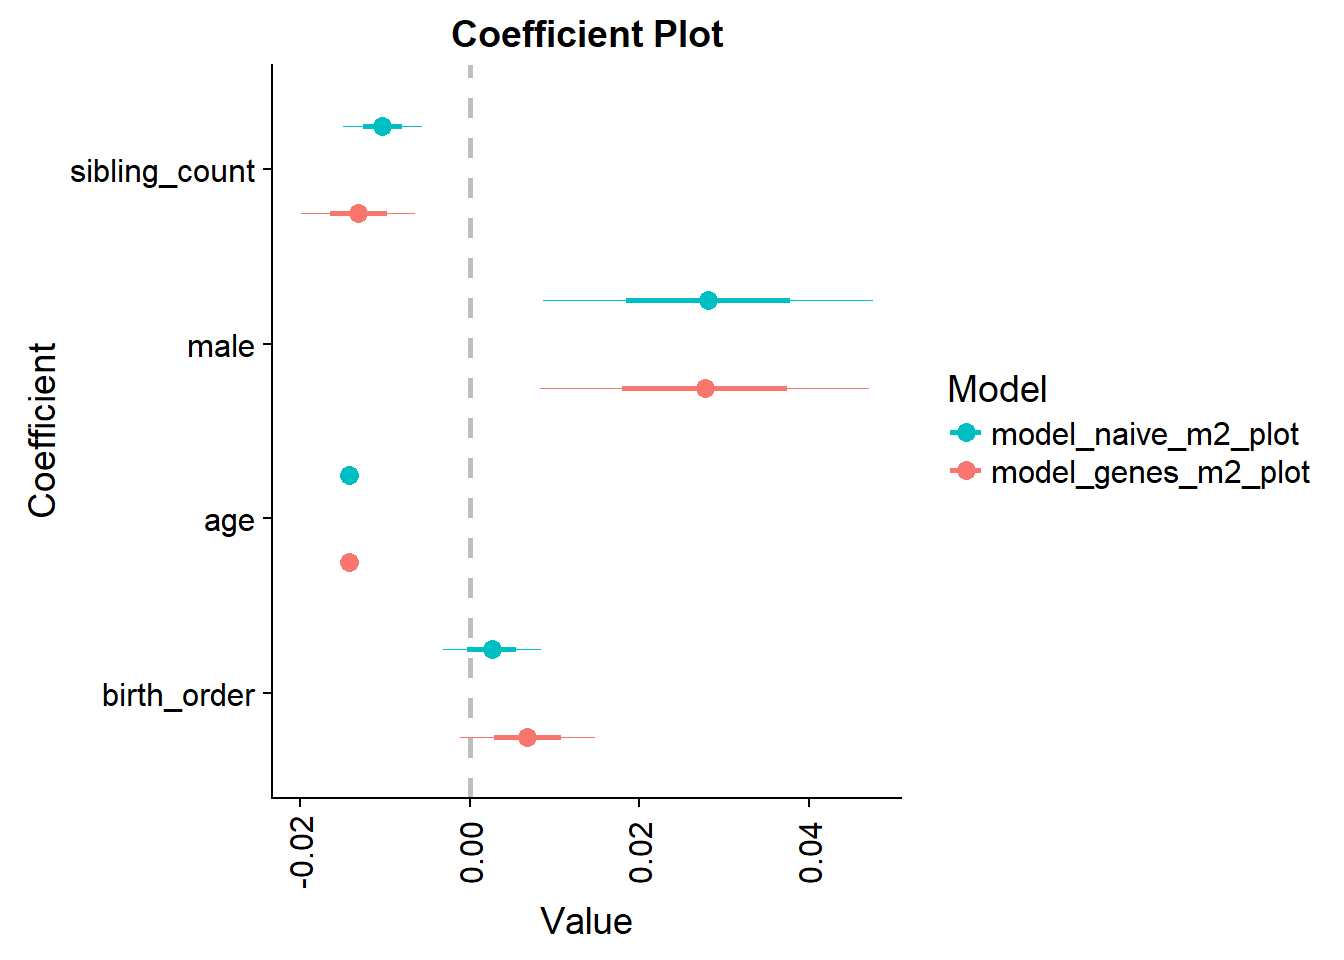 Coefficient Plot
sibling_count
male
age
birth_order
Coefficient
-0.02
0.00
0.02
0.04
Value
Model
model_naive_m2_plot
model_genes_m2_plot